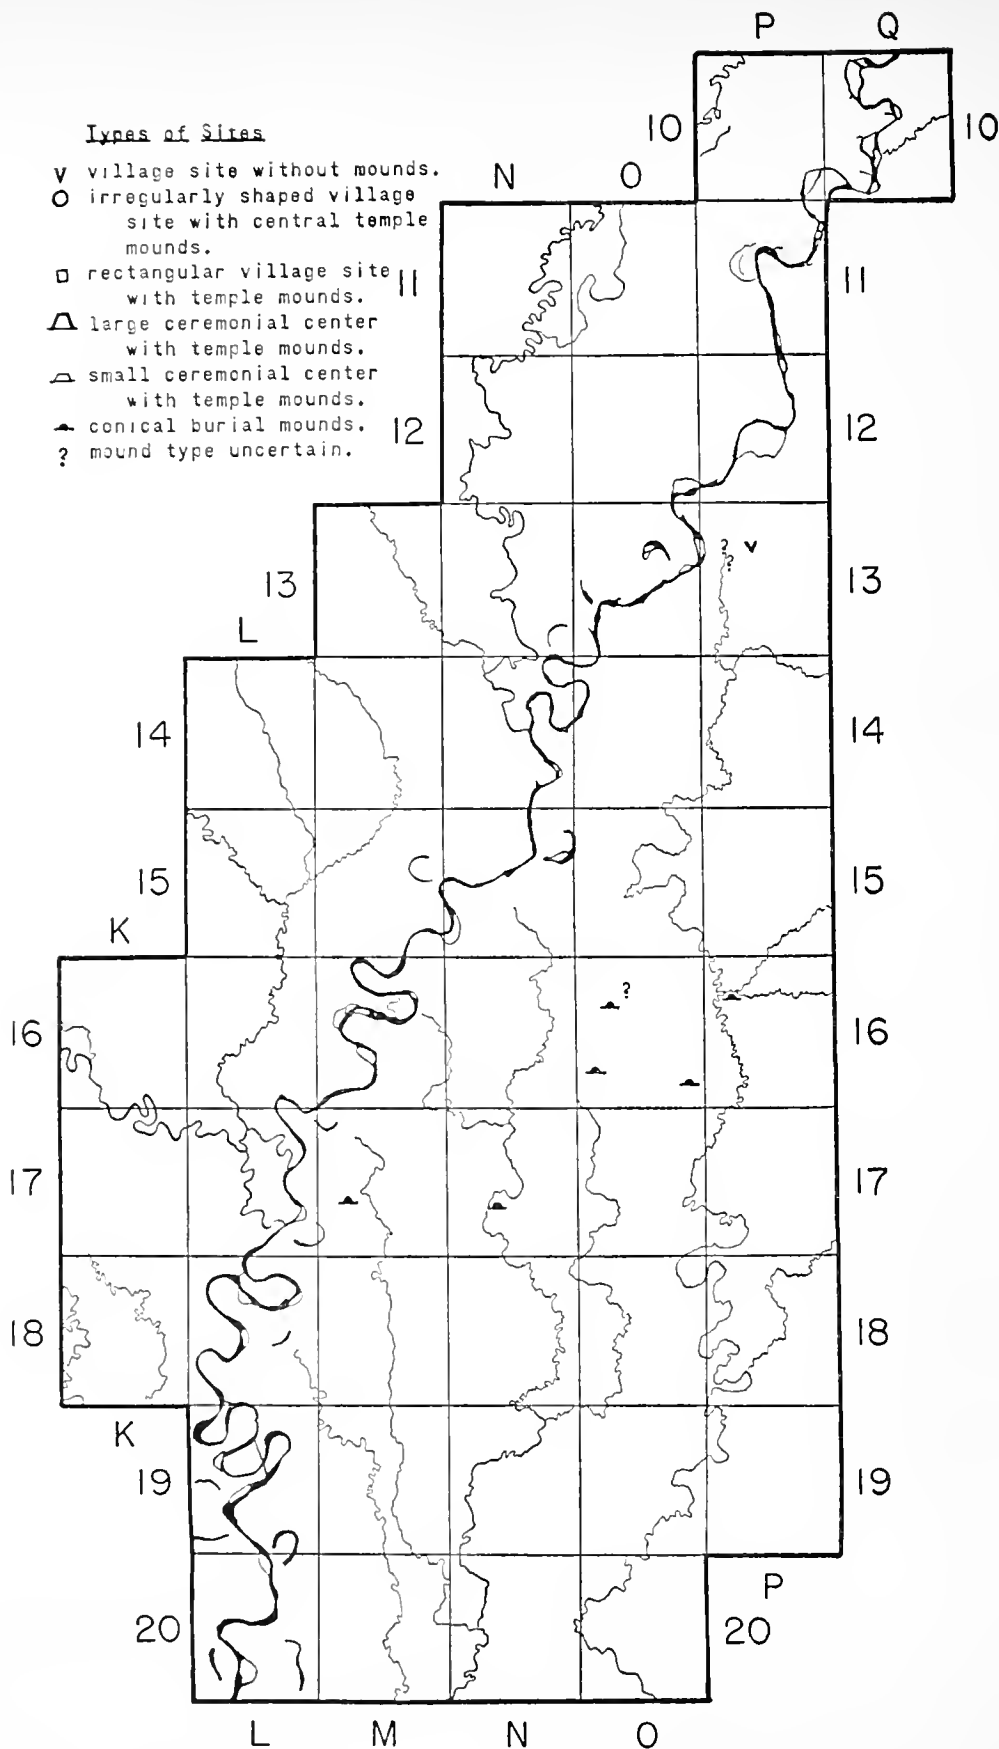 P Q
10 10
Types of Sites
V village site without mounds.
O irregularly shaped village
site with central temple
mounds.
□ rectangular village site
with temple mounds.
large ceremonial center
with temple mounds.
small ceremonial center
with temple mounds.
conical burial mounds.
? mound type uncertain.
N O
11 11
12 12
13 ? ? V 13
L
14 14
15 15
K
16 ? 16
17 17
18 18
K
19 19
P
20 20
L M N O